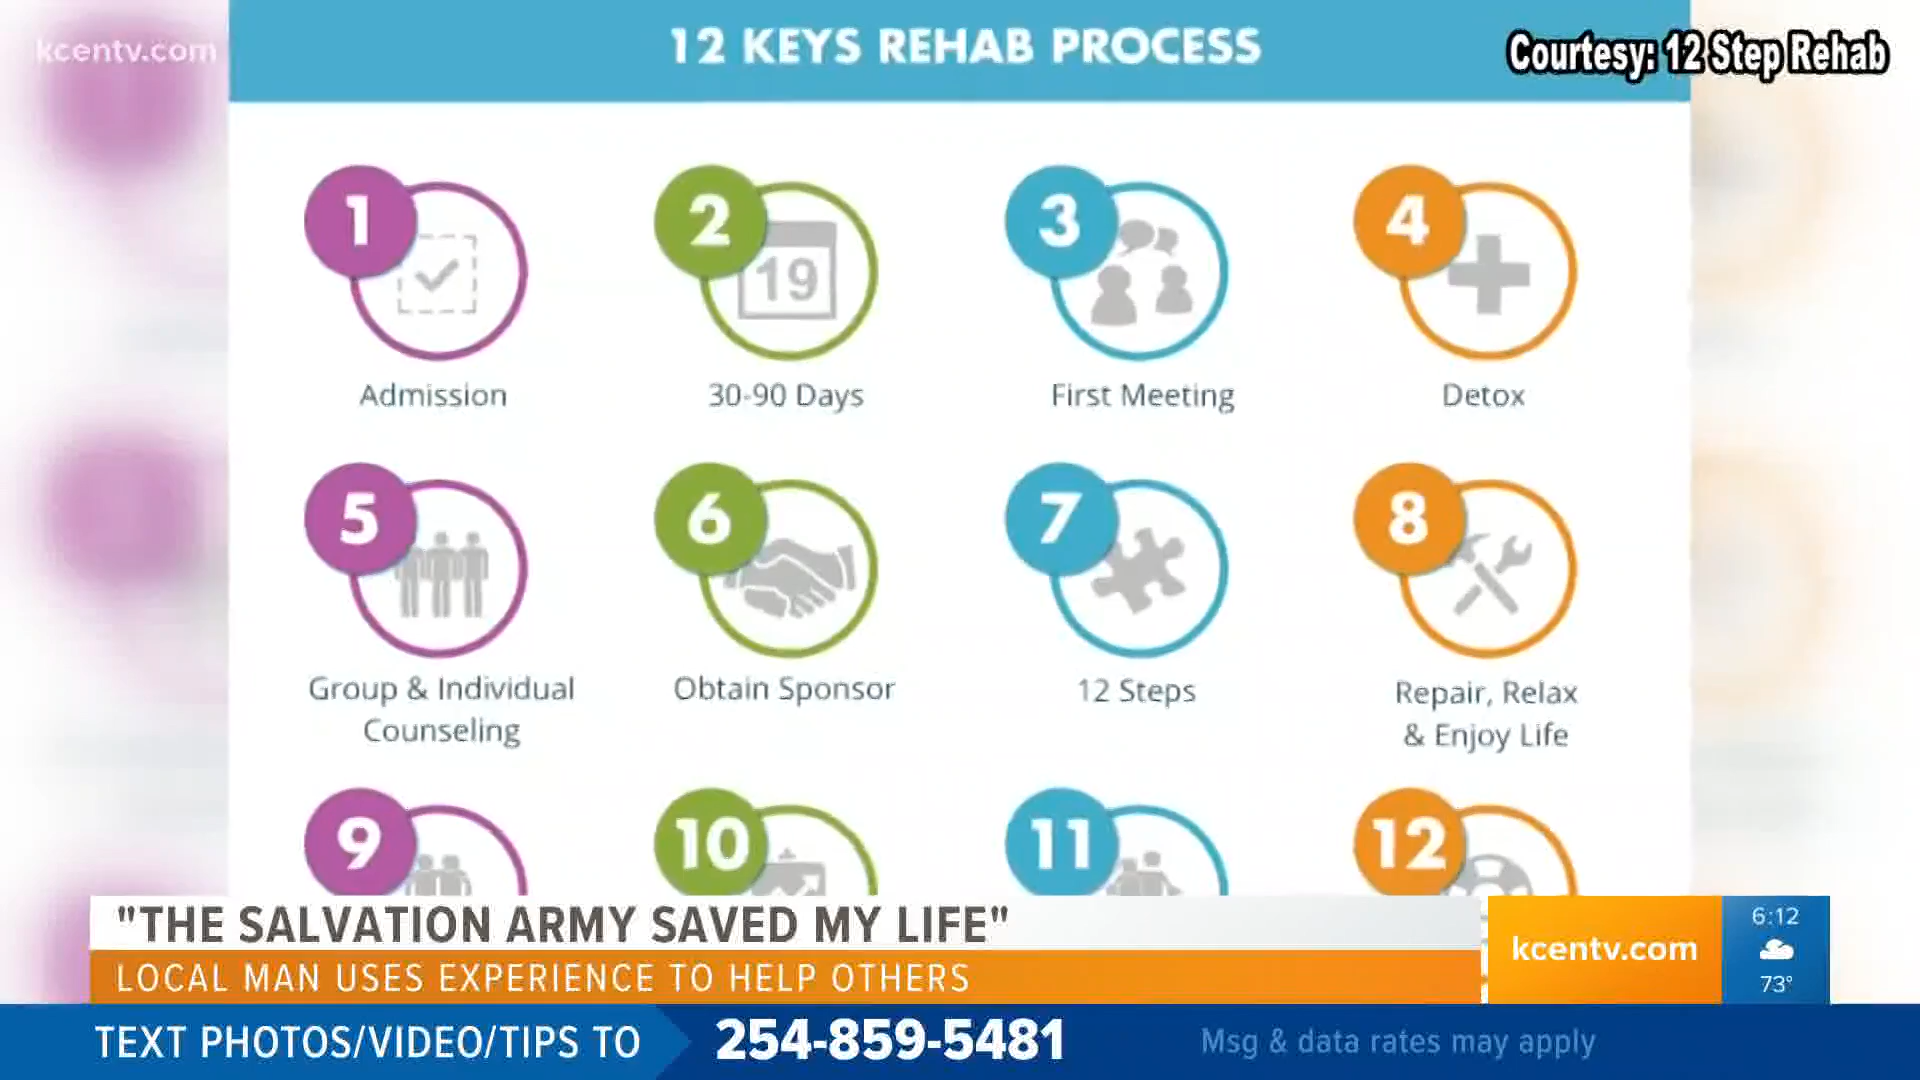 kcentv.com
12 KEYS REHAB PROCESS
Courtesy: 12 Step Rehab
1
2
19
3
4
Admission
30-90 Days
First Meeting
Detox
5
6
7
8
Group & Individual
Counseling
Obtain Sponsor
12 Steps
Repair, Relax
& Enjoy Life
9
10
11
12
"THE SALVATION ARMY SAVED MY LIFE"
LOCAL MAN USES EXPERIENCE TO HELP OTHERS
kcentv.com
6:12
73°
TEXT PHOTOS/VIDEO/TIPS TO
254-859-5481
Msg & data rates may apply